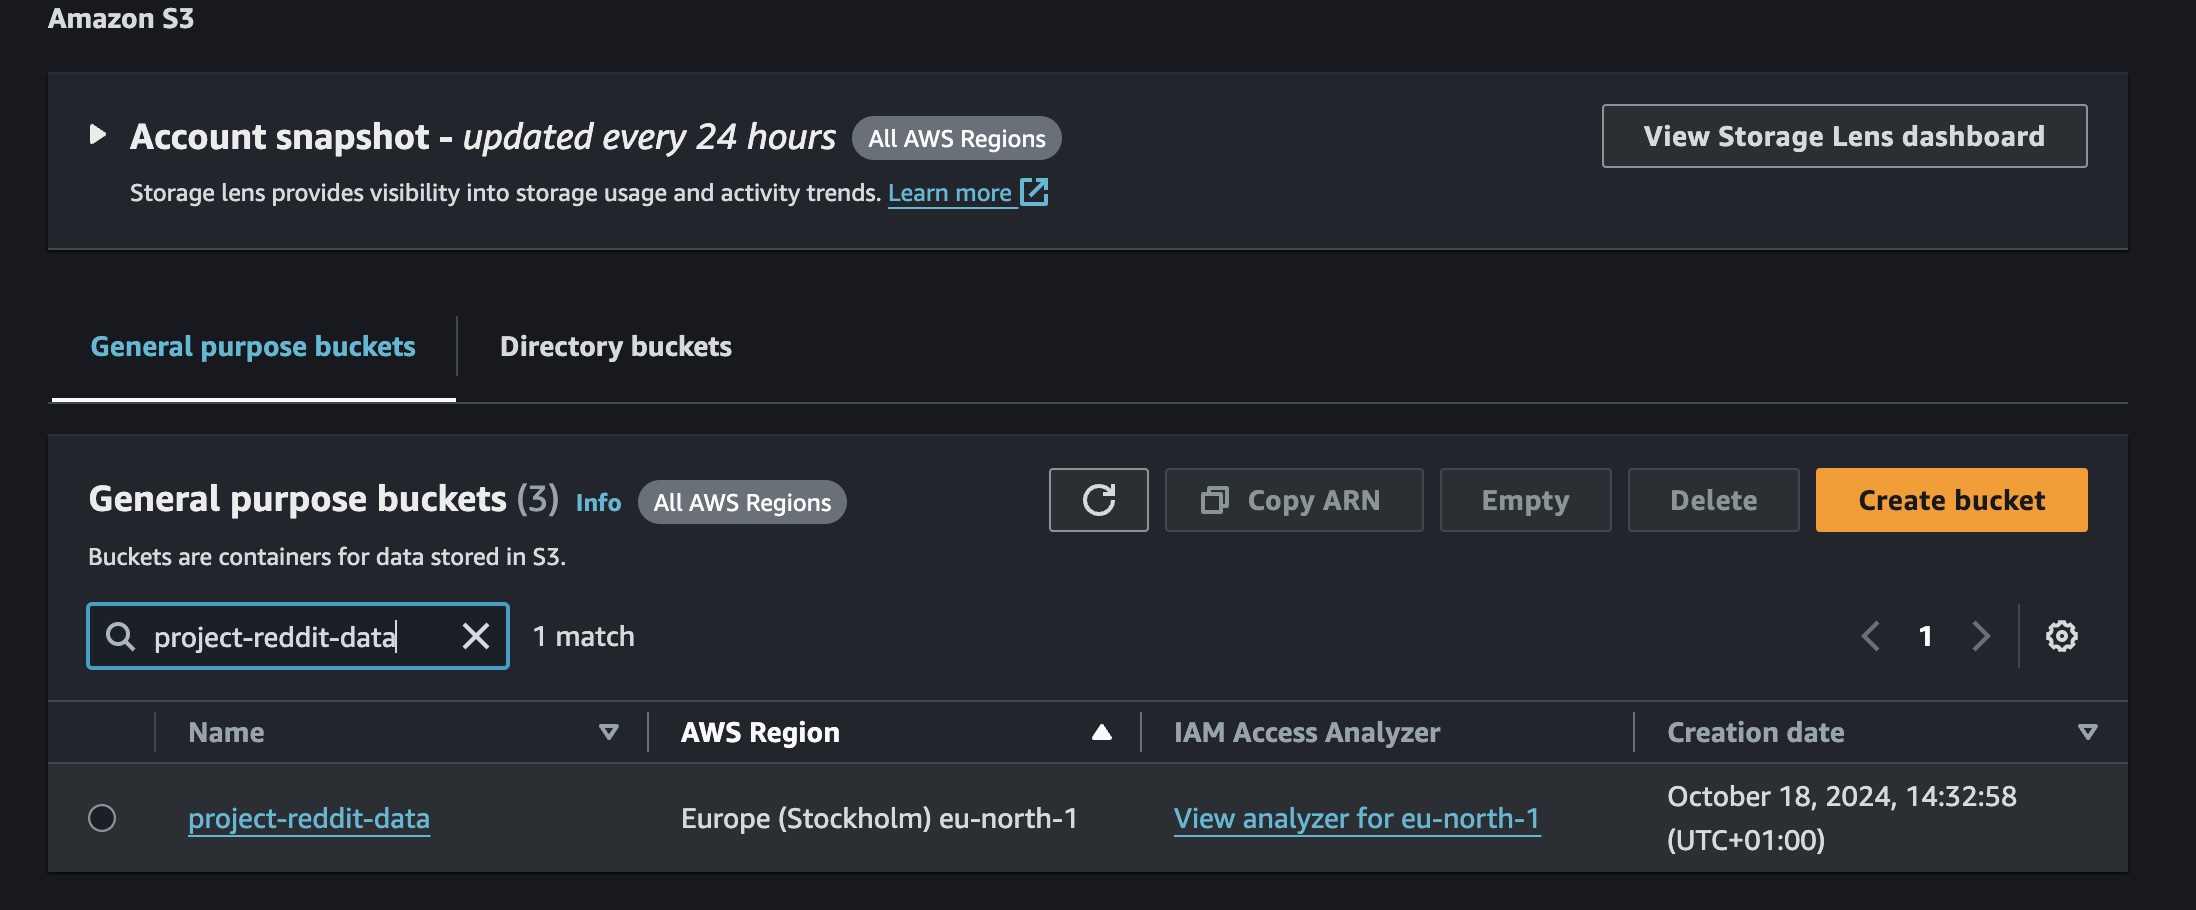 Amazon S3
Account snapshot - updated every 24 hours All AWS Regions
View Storage Lens dashboard
Storage lens provides visibility into storage usage and activity trends. Learn more
General purpose buckets
Directory buckets
General purpose buckets (3) Info All AWS Regions
Copy ARN
Empty
Delete
Create bucket
Buckets are containers for data stored in S3.
project-reddit-data
1 match
1
Name
AWS Region
IAM Access Analyzer
Creation date
project-reddit-data
Europe (Stockholm) eu-north-1
View analyzer for eu-north-1
October 18, 2024, 14:32:58
(UTC+01:00)